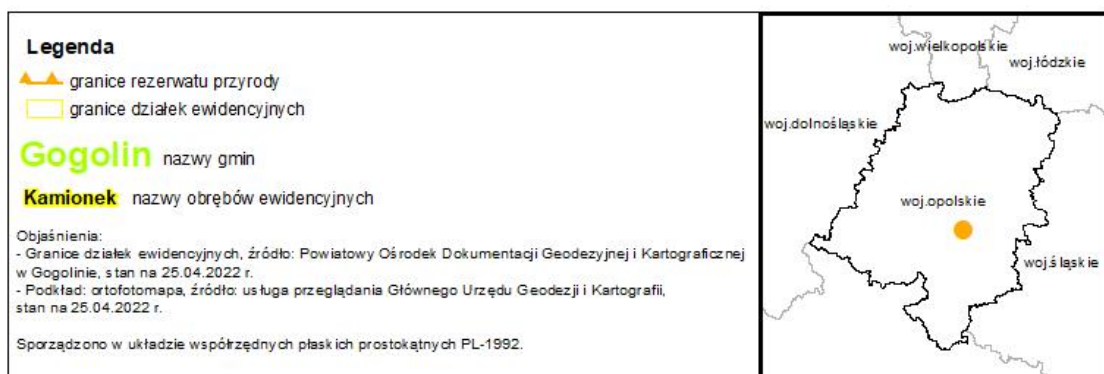 Legenda
granice rezerwatu przyrody
granice działek ewidencyjnych
Gogolin nazwy gmin
Kamionek nazwy obrębów ewidencyjnych
Objaśnienia:
- Granice działek ewidencyjnych, źródło: Powiatowy Ośrodek Dokumentacji Geodezyjnej i Kartograficznej
w Gogolinie, stan na 25.04.2022 r.
- Podkład: ortofotomapa, źródło: usługa przeglądania Głównego Urzędu Geodezji i Kartografii,
stan na 25.04.2022 r.
Sporządzono w układzie współrzędnych płaskich prostokątnych PL-1992.
woj.wielkopolskie
woj.łódzkie
woj.dolnośląskie
woj.opolskie
woj.śląskie